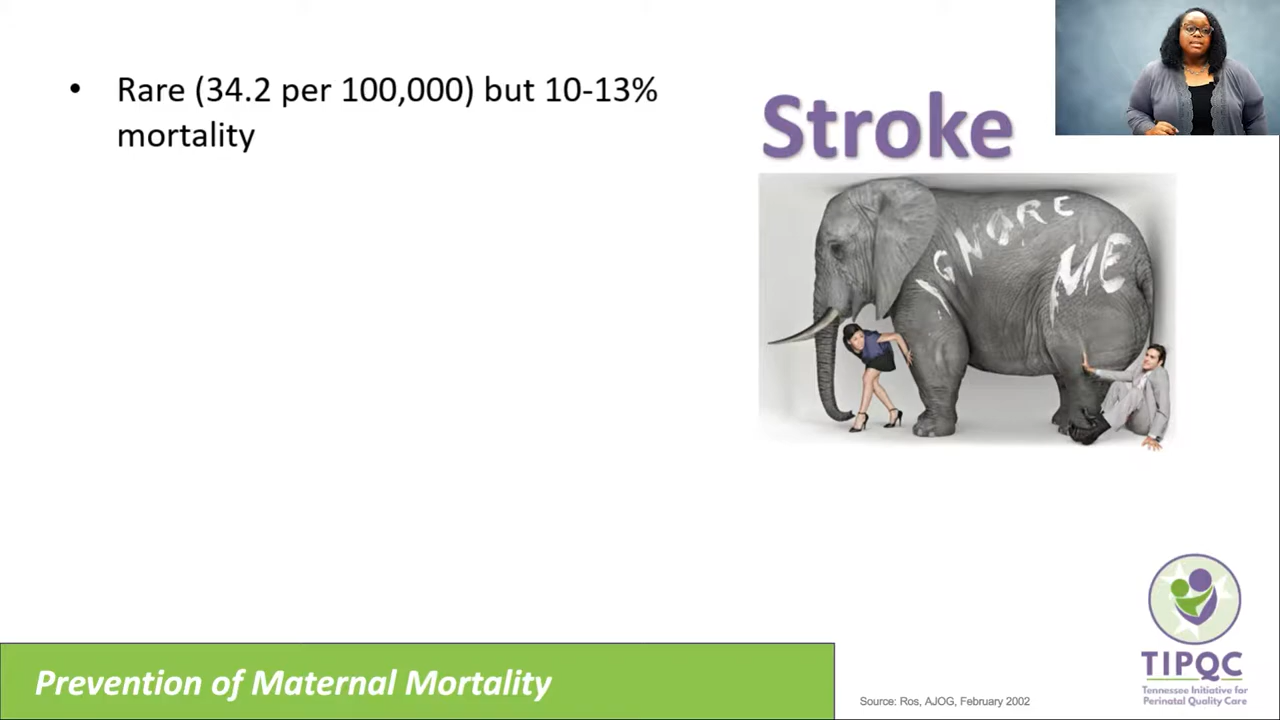 • Rare (34.2 per 100,000) but 10-13%
mortality
Stroke
IGNORE
ME
Prevention of Maternal Mortality
Source: Ros, AJOG, February 2002
TIPQC
Tennessee Initiative for
Perinatal Quality Care